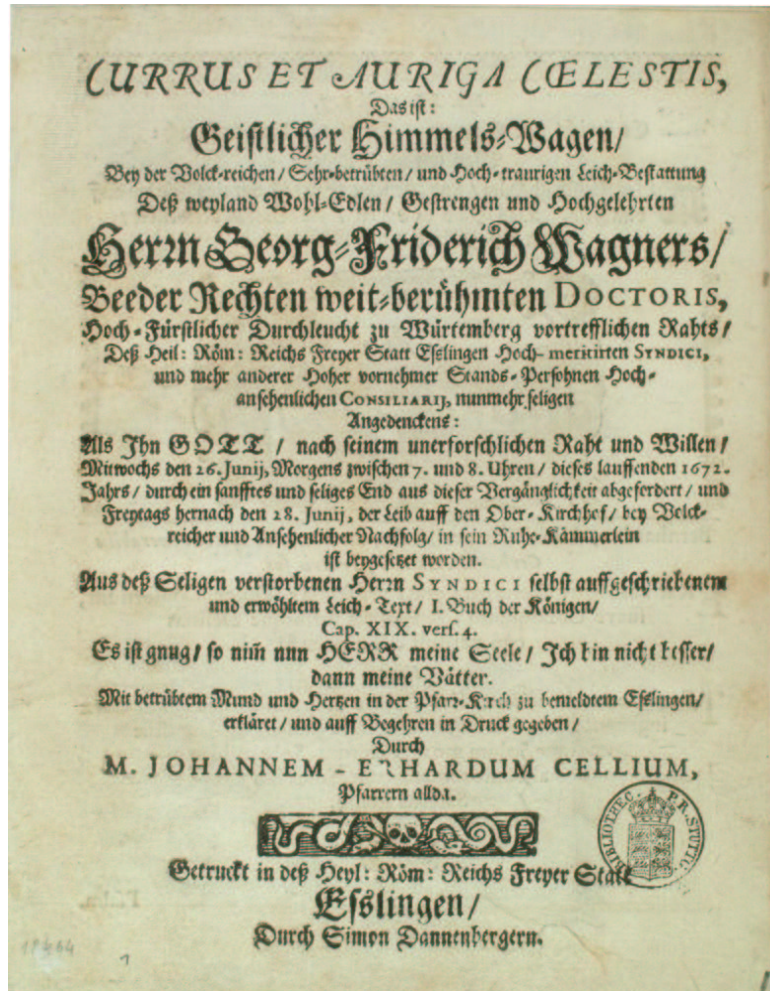 CURRUS ET AURIGA CŒLESTIS,
Das ist:
Geistlicher Himmels-Wagen/
Bey der Volck-reichen / Sehr-betrübten / und Hoch-traurigen Leich-Bestattung
Deß weyland Wohl-Edlen / Gestrengen und Hochgelehrten
Herrn Georg-Friderich Wagners/
Beeder Rechten weit-berühmten DOCTORIS,
Hoch-Fürstlicher Durchleucht zu Würtemberg vortrefflichen Rahts/
Deß Heil: Röm: Reichs Freyer Statt Esslingen Hoch-meritirten SYNDICI,
und mehr anderer Hoher vornehmer Stands-Persohnen Hoch-
ansehenlichen CONSILIARIJ, nunmehr seligen
Angedenckens:
Als Ihn GOTT / nach seinem unerforschlichen Raht und Willen/
Mitwochs den 26. Junij, Morgens zwischen 7. und 8. Uhren / dieses lauffenden 1672.
Jahrs / durch ein sanfftes und seliges End aus dieser Vergänglichkeit abgefordert / und
Freytags hernach den 28. Junij, der Leib auff den Ober-Kirchhof / bey Volck-
reicher und Ansehenlicher Nachfolg / in sein Ruhe-Kämmerlein
ist beygesetzet worden.
Aus deß Seligen verstorbenen Herrn SYNDICI selbst auffgeschriebenem
und erwöhltem Leich-Text / I. Buch der Königen/
Cap. XIX. vers. 4.
Es ist gnug / so nim̃ nun HERR meine Seele / Ich bin nicht besser/
dann meine Vätter.
Mit betrübtem Mund und Hertzen in der Pfarr-Kirch zu bemeldtem Esslingen/
erkläret / und auff Begehren in Druck gegeben /
Durch
M. JOHANNEM-ERHARDUM CELLIUM,
Pfarrern allda.
BIBLIOTHEC. P. R. STUTTG.
Getruckt in deß Heyl: Röm: Reichs Freyer Statt
Esslingen/
Durch Simon Dannenbergern.
1